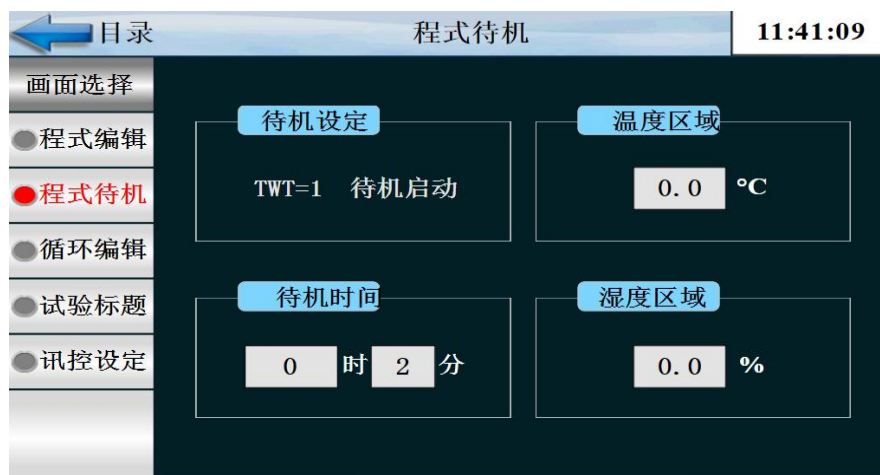 目录
程式待机
11:41:09
画面选择
程式编辑
程式待机
循环编辑
试验标题
讯控设定
待机设定
TWT=1 待机启动
温度区域
0.0 °C
待机时间
0 时 2 分
湿度区域
0.0 %